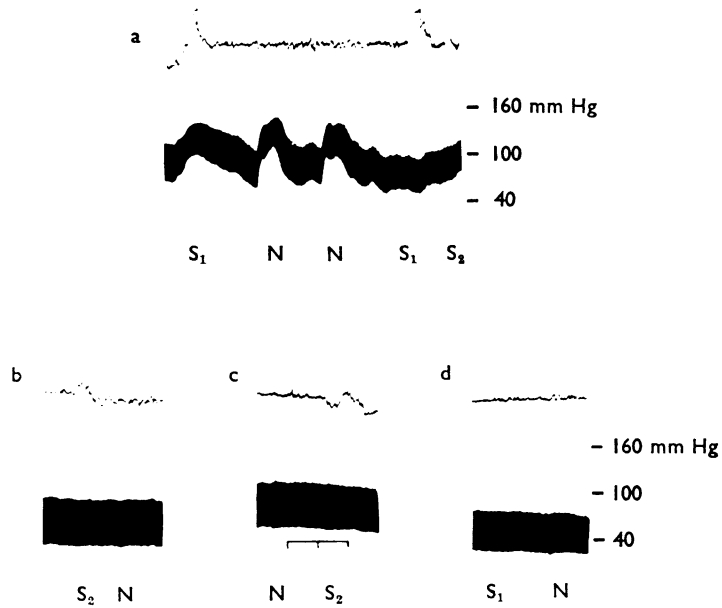 a
– 160 mm Hg
– 100
– 40
S₁ N N S₁ S₂
b c d
– 160 mm Hg
– 100
– 40
S₂ N N S₂ S₁ N